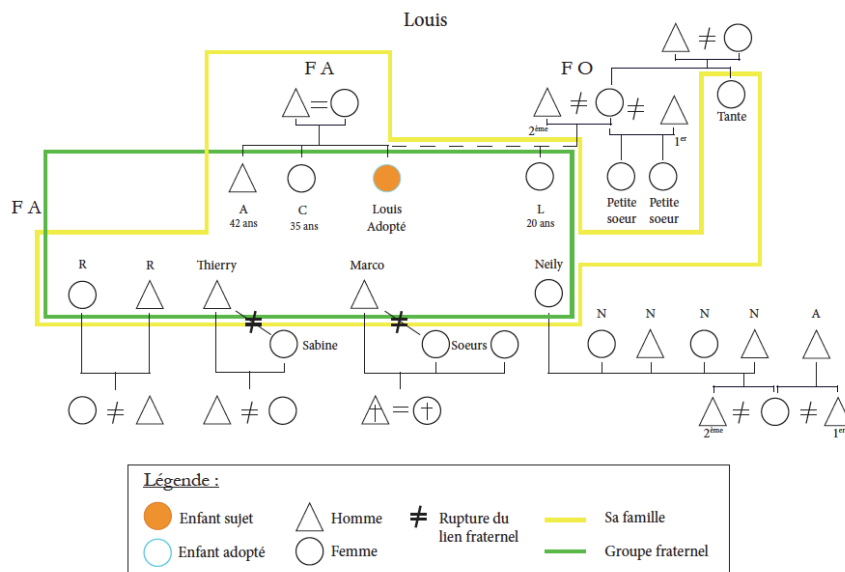 Louis
F A
F O
2ème
1er
Tante
Petite
soeur
Petite
soeur
F A
A
42 ans
C
35 ans
Louis
Adopté
L
20 ans
R
R
Thierry
Marco
Neily
Sabine
Soeurs
N
N
N
N
A
2ème
1er
Légende :
Enfant sujet
Homme
Rupture du
lien fraternel
Sa famille
Enfant adopté
Femme
Groupe fraternel